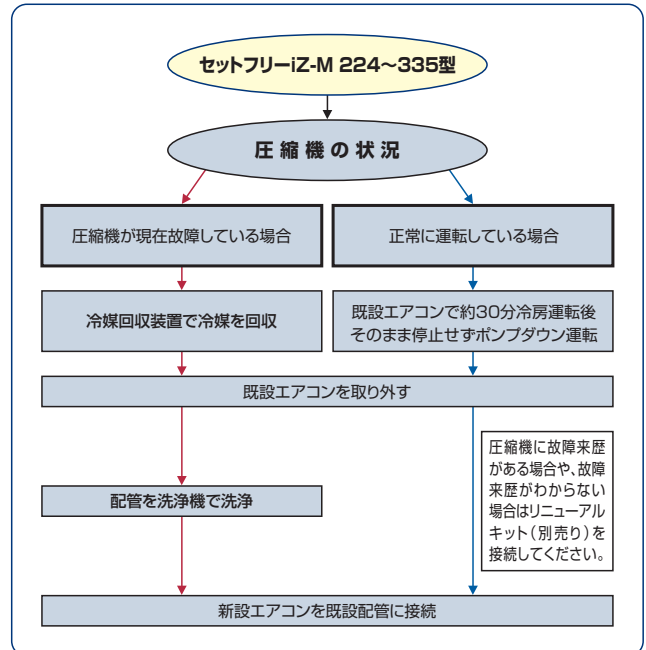 セットフリーiZ-M 224～335型
圧縮機の状況
圧縮機が現在故障している場合
正常に運転している場合
冷媒回収装置で冷媒を回収
既設エアコンで約30分冷房運転後
そのまま停止せずポンプダウン運転
既設エアコンを取り外す
圧縮機に故障来歴
がある場合や、故障
来歴がわからない
場合はリニューアル
キット（別売り）を
接続してください。
配管を洗浄機で洗浄
新設エアコンを既設配管に接続